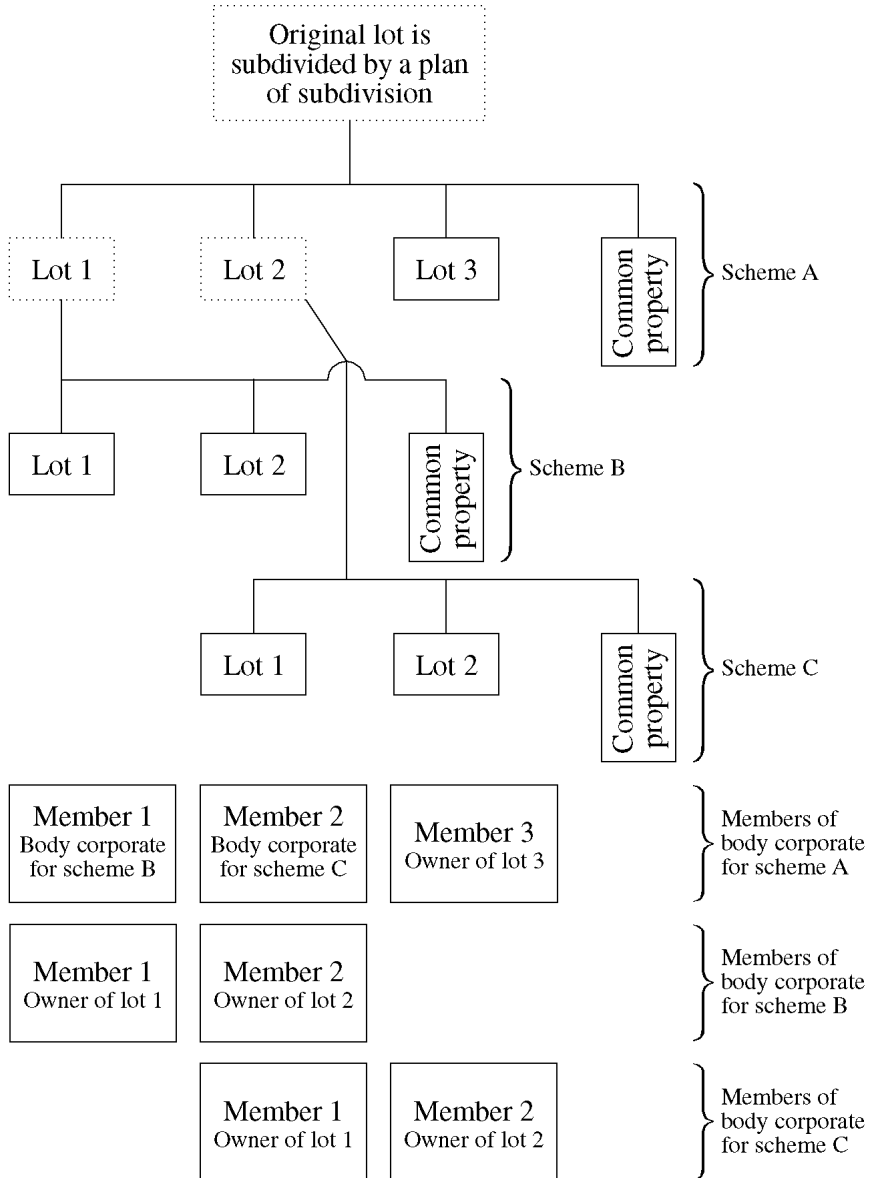 Original lot is
subdivided by a plan
of subdivision
Lot 1
Lot 2
Lot 3
Common
property
Scheme A
Lot 1
Lot 2
Common
property
Scheme B
Lot 1
Lot 2
Common
property
Scheme C
Member 1
Body corporate
for scheme B
Member 2
Body corporate
for scheme C
Member 3
Owner of lot 3
Members of
body corporate
for scheme A
Member 1
Owner of lot 1
Member 2
Owner of lot 2
Members of
body corporate
for scheme B
Member 1
Owner of lot 1
Member 2
Owner of lot 2
Members of
body corporate
for scheme C